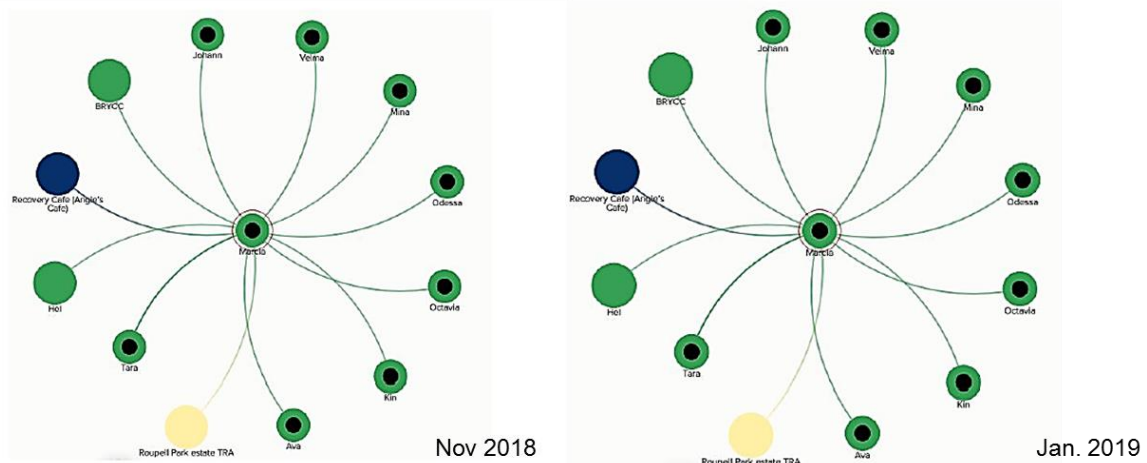 Johann
Velma
BRYCC
Mina
Recovery Cafe (Angie's
Cafe)
Odessa
Marcia
Hel
Octavia
Tara
Kin
Ava
Roupell Park estate TRA
Nov 2018
Johann
Velma
BRYCC
Mina
Recovery Cafe (Angie's
Cafe)
Odessa
Marcia
Hel
Octavia
Tara
Kin
Ava
Roupell Park estate TRA
Jan. 2019